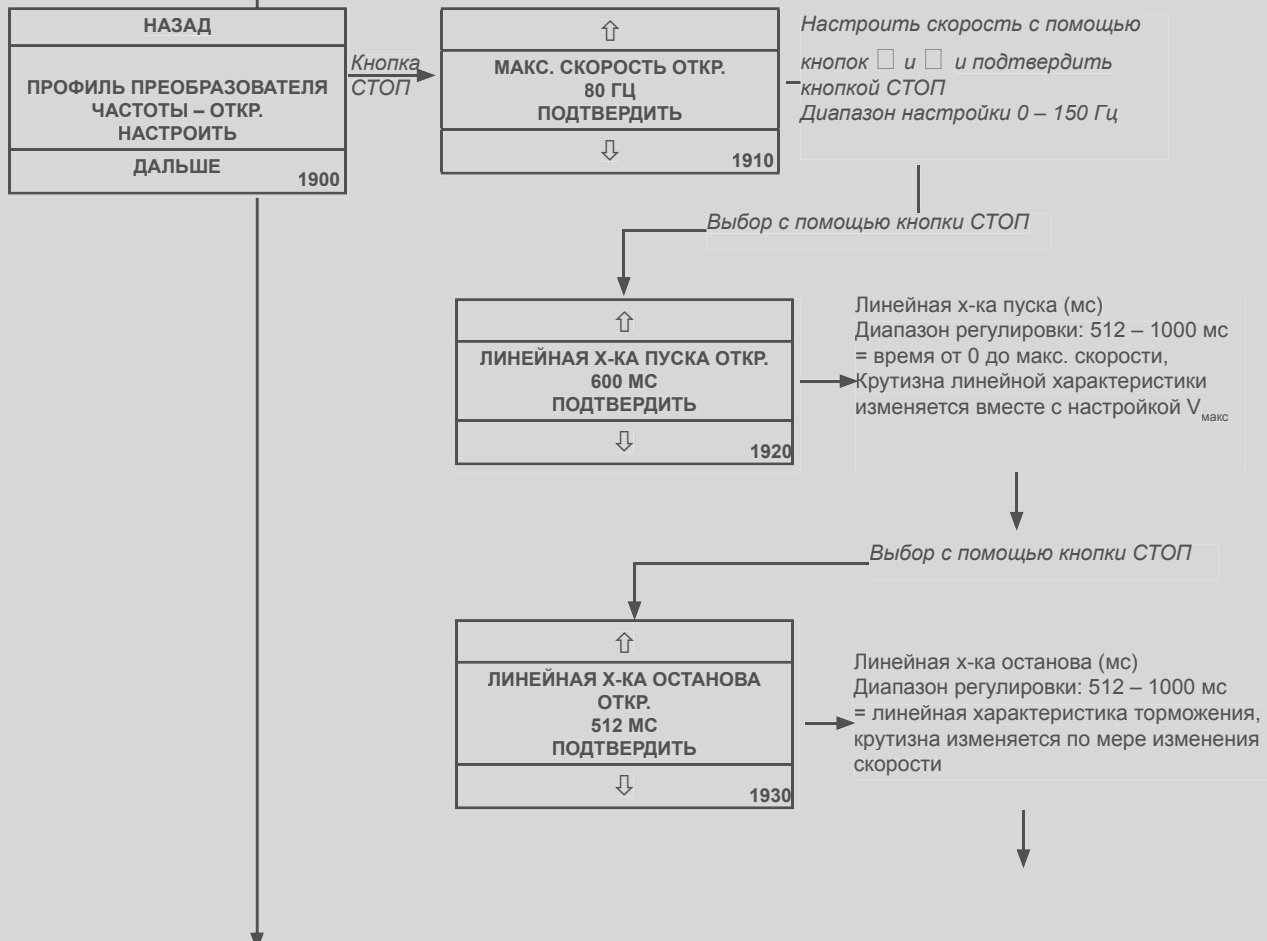 НАЗАД
ПРОФИЛЬ ПРЕОБРАЗОВАТЕЛЯ
ЧАСТОТЫ – ОТКР.
НАСТРОИТЬ
ДАЛЬШЕ
1900
Кнопка
СТОП
⇧
МАКС. СКОРОСТЬ ОТКР.
80 ГЦ
ПОДТВЕРДИТЬ
⇩
1910
Настроить скорость с помощью
кнопок □ и □ и подтвердить
кнопкой СТОП
Диапазон настройки 0 – 150 Гц
Выбор с помощью кнопки СТОП
⇧
ЛИНЕЙНАЯ Х-КА ПУСКА ОТКР.
600 МС
ПОДТВЕРДИТЬ
⇩
1920
Линейная х-ка пуска (мс)
Диапазон регулировки: 512 – 1000 мс
= время от 0 до макс. скорости,
Крутизна линейной характеристики
изменяется вместе с настройкой Vмакс
Выбор с помощью кнопки СТОП
⇧
ЛИНЕЙНАЯ Х-КА ОСТАНОВА
ОТКР.
512 МС
ПОДТВЕРДИТЬ
⇩
1930
Линейная х-ка останова (мс)
Диапазон регулировки: 512 – 1000 мс
= линейная характеристика торможения,
крутизна изменяется по мере изменения
скорости